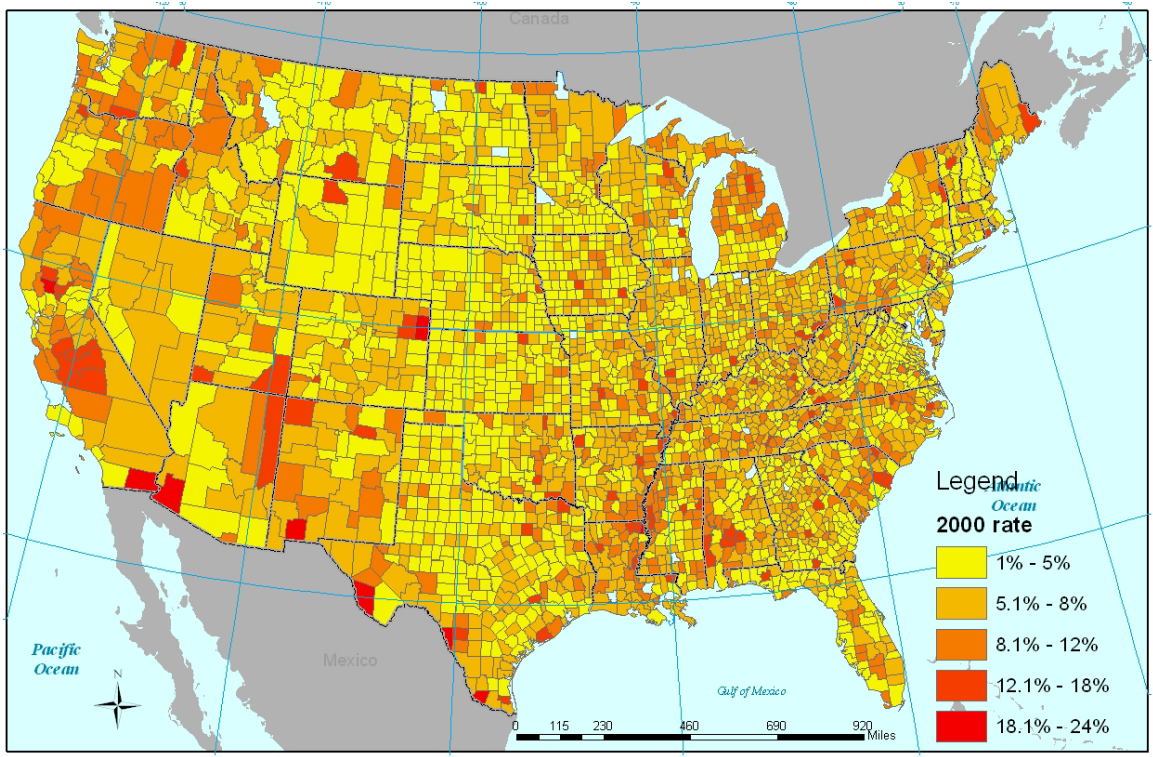 Canada
Legend
Atlantic
Ocean
2000 rate
1% - 5%
5.1% - 8%
8.1% - 12%
12.1% - 18%
18.1% - 24%
Pacific
Ocean
Mexico
Gulf of Mexico
N
0 115 230 460 690 920
Miles